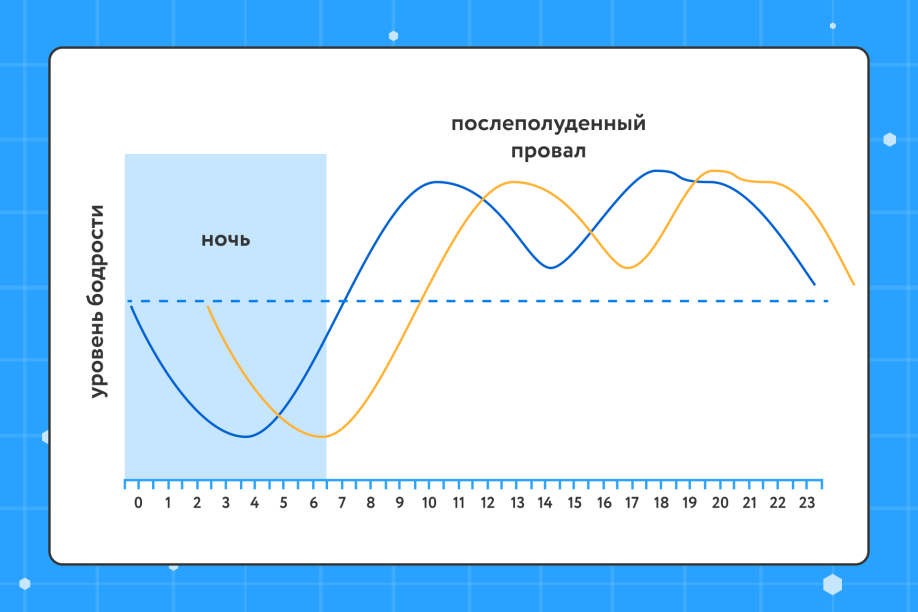 послеполуденный
провал
ночь
уровень бодрости
0 1 2 3 4 5 6 7 8 9 10 11 12 13 14 15 16 17 18 19 20 21 22 23